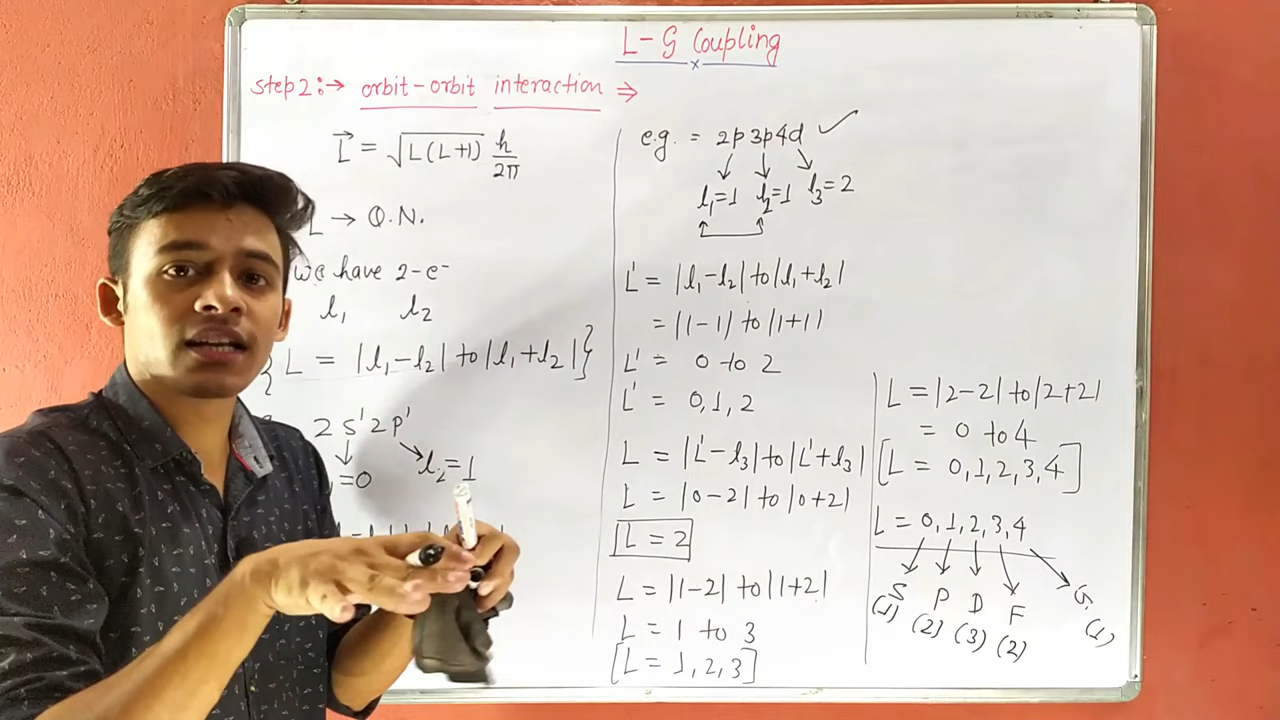 L-S Coupling
Step2:→ orbit-orbit interaction ⇒
L⃗ = √L(L+1) h/2π
L → Q.N.
we have 2-e⁻
l₁ l₂
{ L = |l₁-l₂| to |l₁+l₂| }
2S'2P'
=0 l₂=1
e.g. = 2p3p4d ✓
l₁=1 l₂=1 l₃=2
L' = |l₁-l₂| to |l₁+l₂|
= |1-1| to |1+1|
L' = 0 to 2
L' = 0,1,2
L = |L'-l₃| to |L'+l₃|
L = |0-2| to |0+2|
L = 2
L = |1-2| to |1+2|
L = 1 to 3
[L = 1,2,3]
L = |2-2| to |2+2|
= 0 to 4
[L = 0,1,2,3,4]
L = 0,1,2,3,4
S P D F G
(1) (2) (3) (2) (1)